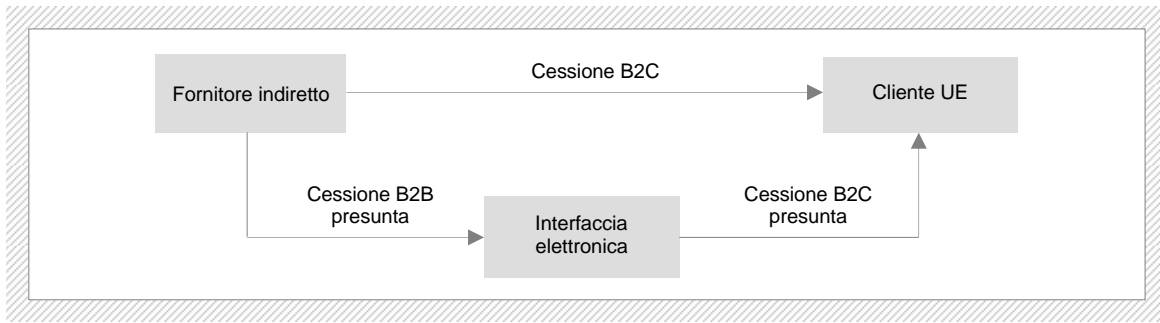 Cessione B2C
Fornitore indiretto
Cliente UE
Cessione B2B
presunta
Cessione B2C
presunta
Interfaccia
elettronica